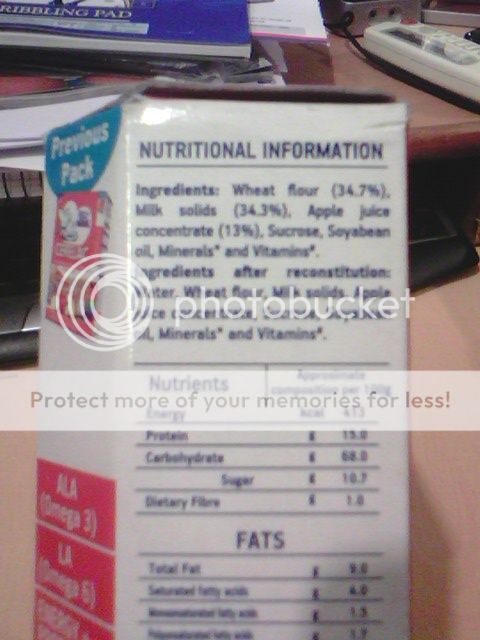 RIBBLING PAD
Previous
Pack
NUTRITIONAL INFORMATION
Ingredients: Wheat flour (34.7%),
Milk solids (34.3%), Apple juice
concentrate (13%), Sucrose, Soyabean
oil, Minerals* and Vitamins*.
Ingredients after reconstitution:
Wheat flour, Milk solids, Apple
Minerals* and Vitamins*.
photobucket
Protect more of your memories for less!
Nutrients
Approximate
composition per 100g
Energy kcal 413
Protein g 15.0
Carbohydrate g 68.0
Sugar g 10.7
Dietary Fibre g 1.0
FATS
Total Fat g 9.0
Saturated fatty acids g 4.0
Monounsaturated fatty acids g 1.5
ALA
(Omega 3)
LA
(Omega 6)